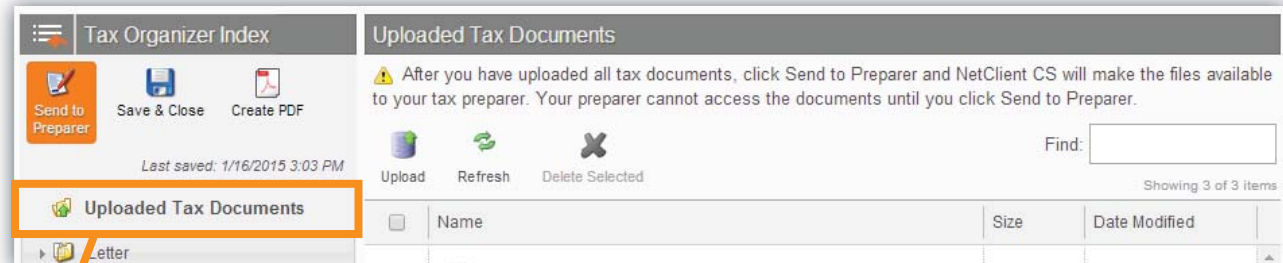 Tax Organizer Index
Send to
Preparer
Save & Close
Create PDF
Last saved: 1/16/2015 3:03 PM
Uploaded Tax Documents
Letter
Uploaded Tax Documents
After you have uploaded all tax documents, click Send to Preparer and NetClient CS will make the files available
to your tax preparer. Your preparer cannot access the documents until you click Send to Preparer.
Upload
Refresh
Delete Selected
Find:
Showing 3 of 3 items
Name
Size
Date Modified